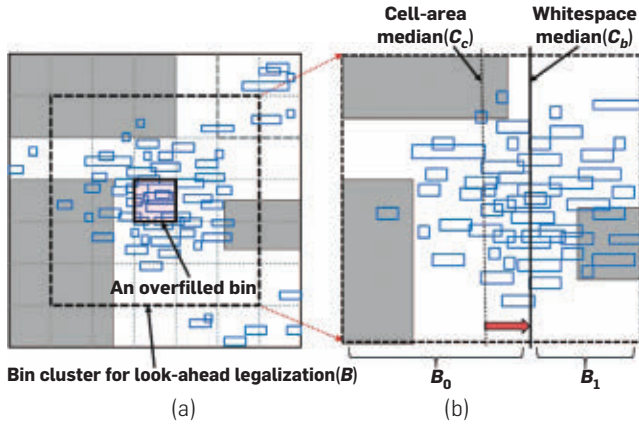 Cell-area
median(Cc)
Whitespace
median(Cb)
An overfilled bin
Bin cluster for look-ahead legalization(B)
B0
B1
(a)
(b)